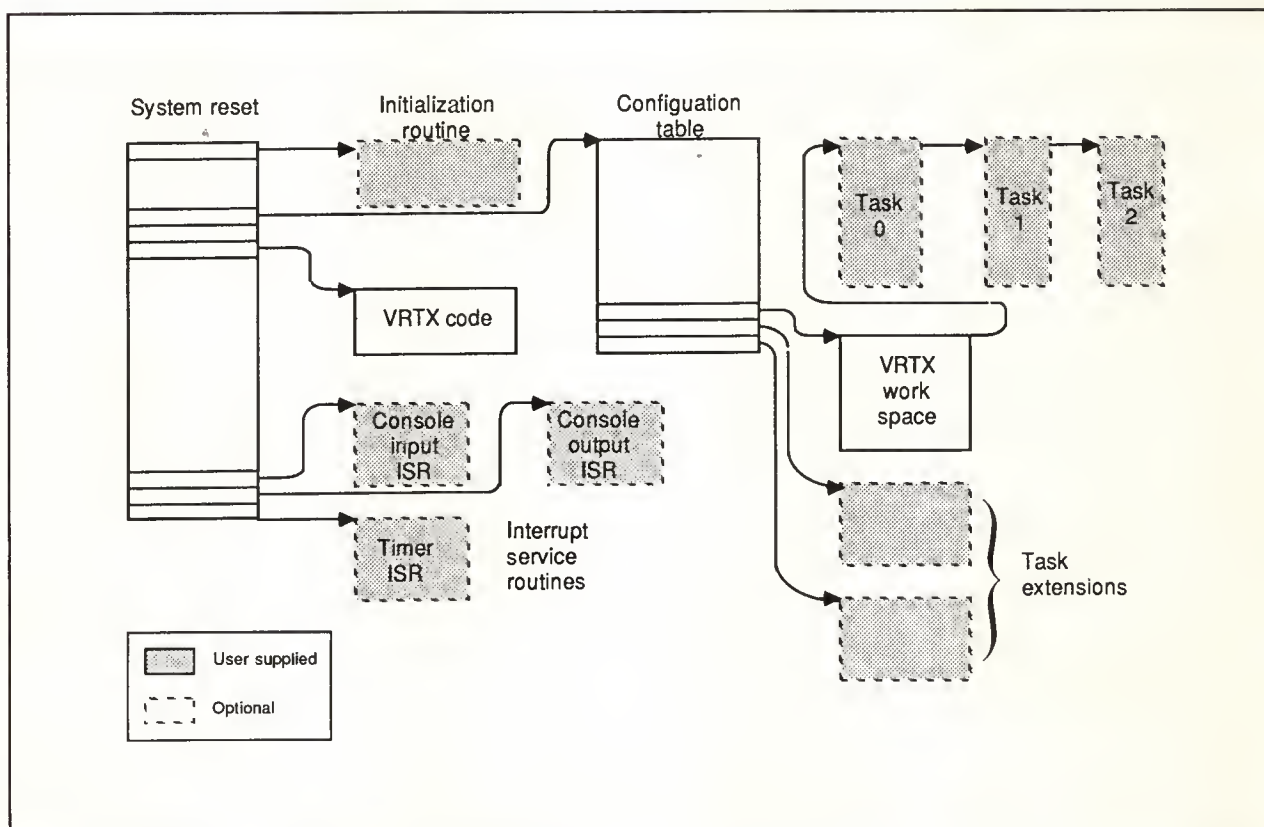 System reset
Initialization
routine
Configuation
table
Task
0
Task
1
Task
2
VRTX code
VRTX
work
space
Console
input
ISR
Console
output
ISR
Timer
ISR
Interrupt
service
routines
Task
extensions
User supplied
Optional